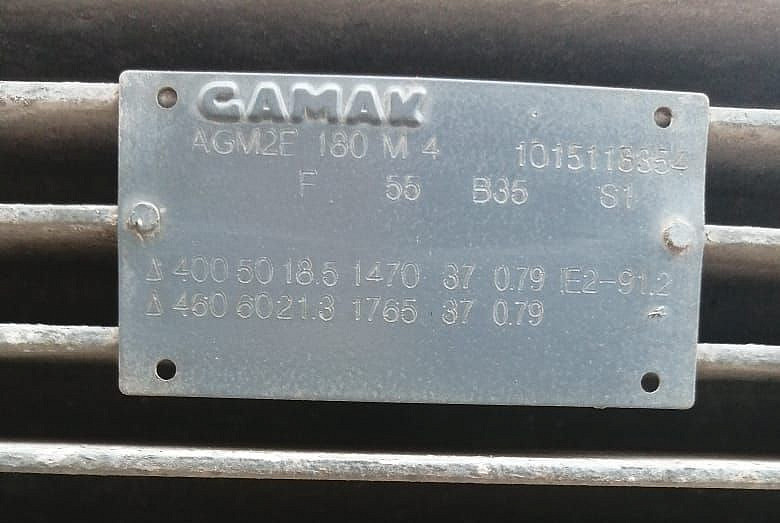 GAMAK
AGM2E 180 M 4 1015118354
F 55 B35 S1
Δ 400 50 18.5 1470 37 0.79 IE2-91.2
Δ 460 60 21.3 1765 37 0.79